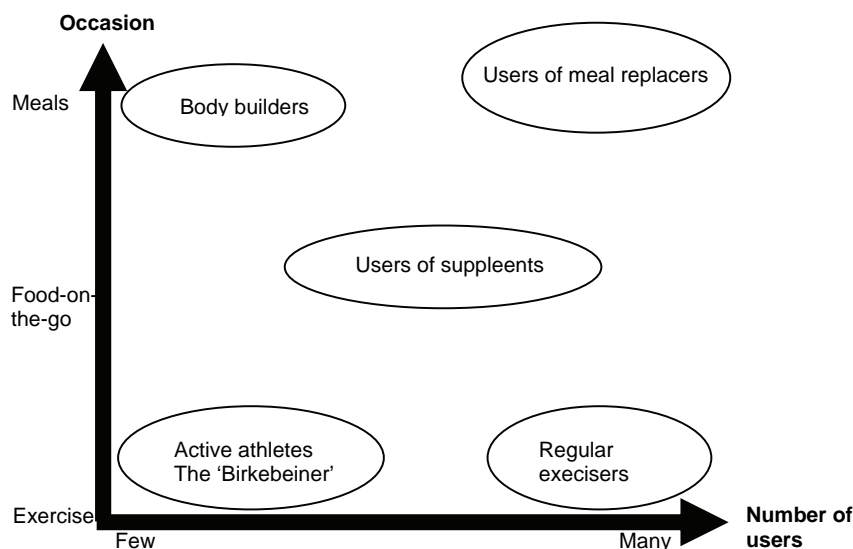 Occasion
Meals
Body builders
Users of meal replacers
Users of suppleents
Food-on-
the-go
Active athletes
The ‘Birkebeiner’
Regular
execisers
Exercise
Few
Many
Number of
users